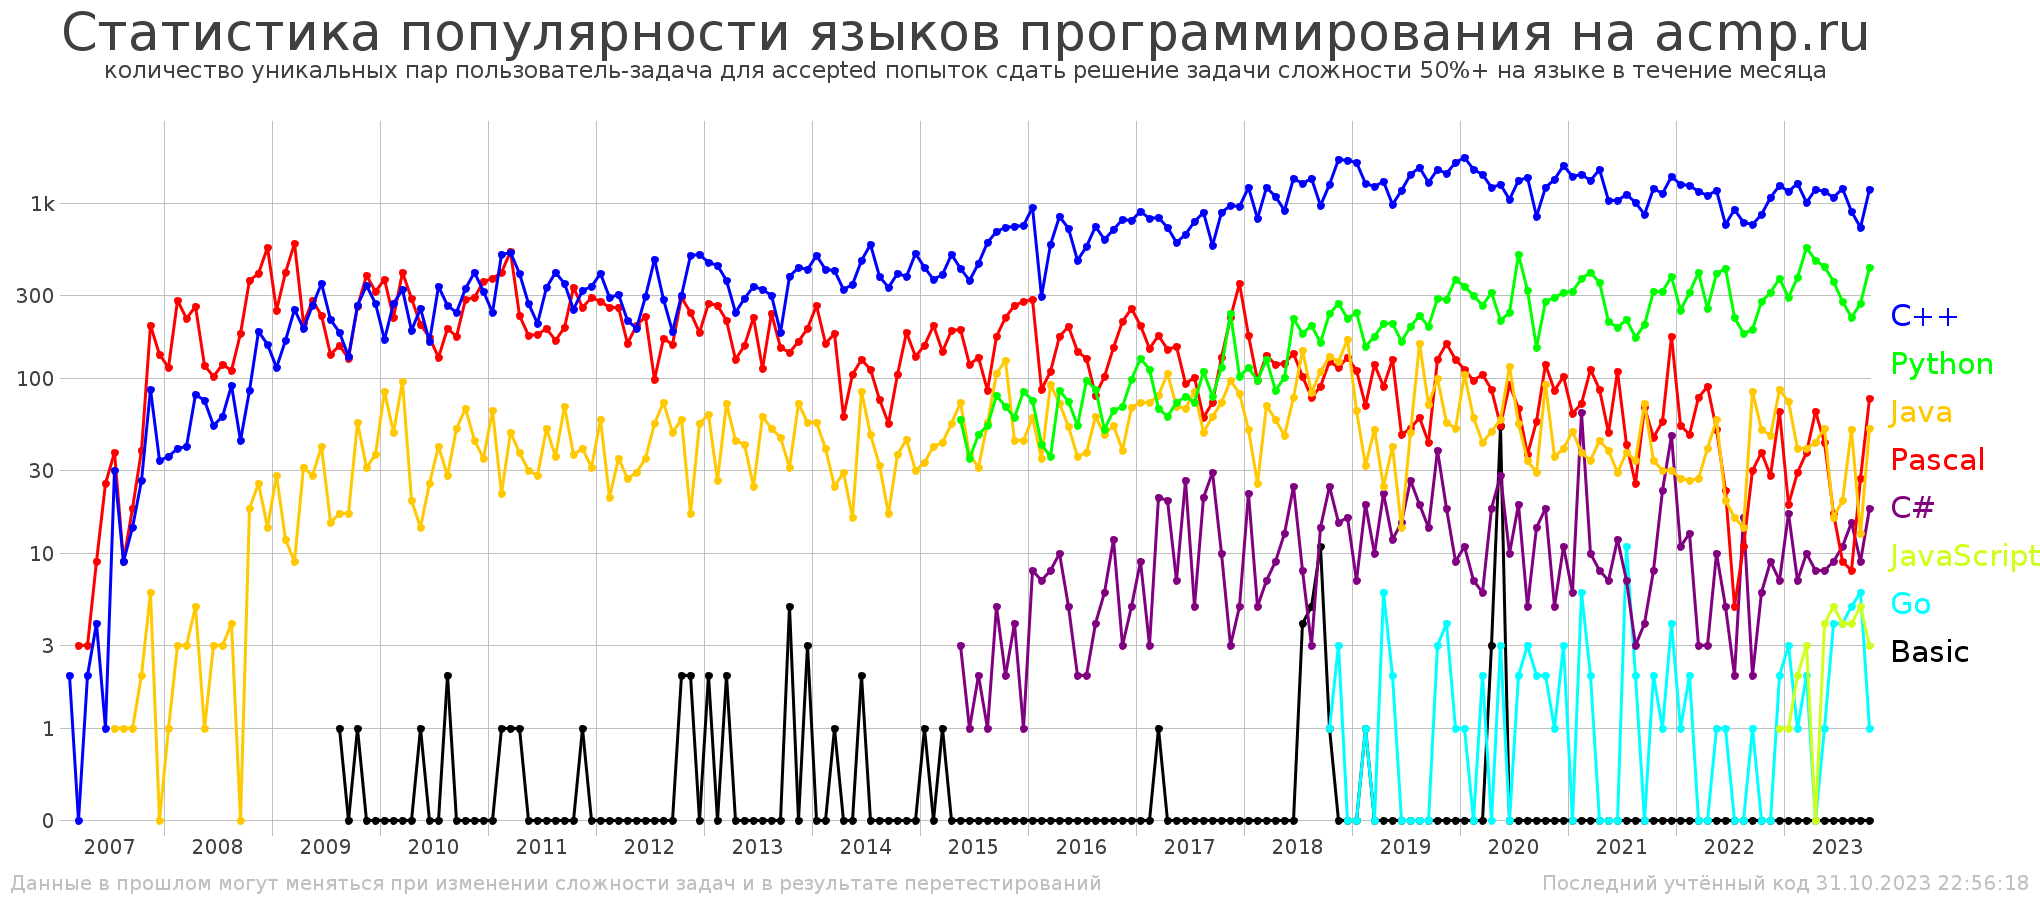 Статистика популярности языков программирования на acmp.ru
количество уникальных пар пользователь-задача для accepted попыток сдать решение задачи сложности 50%+ на языке в течение месяца
1k
300
100
30
10
3
1
0
C++
Python
Java
Pascal
C#
JavaScript
Go
Basic
2007 2008 2009 2010 2011 2012 2013 2014 2015 2016 2017 2018 2019 2020 2021 2022 2023
Данные в прошлом могут меняться при изменении сложности задач и в результате перетестирований
Последний учтённый код 31.10.2023 22:56:18